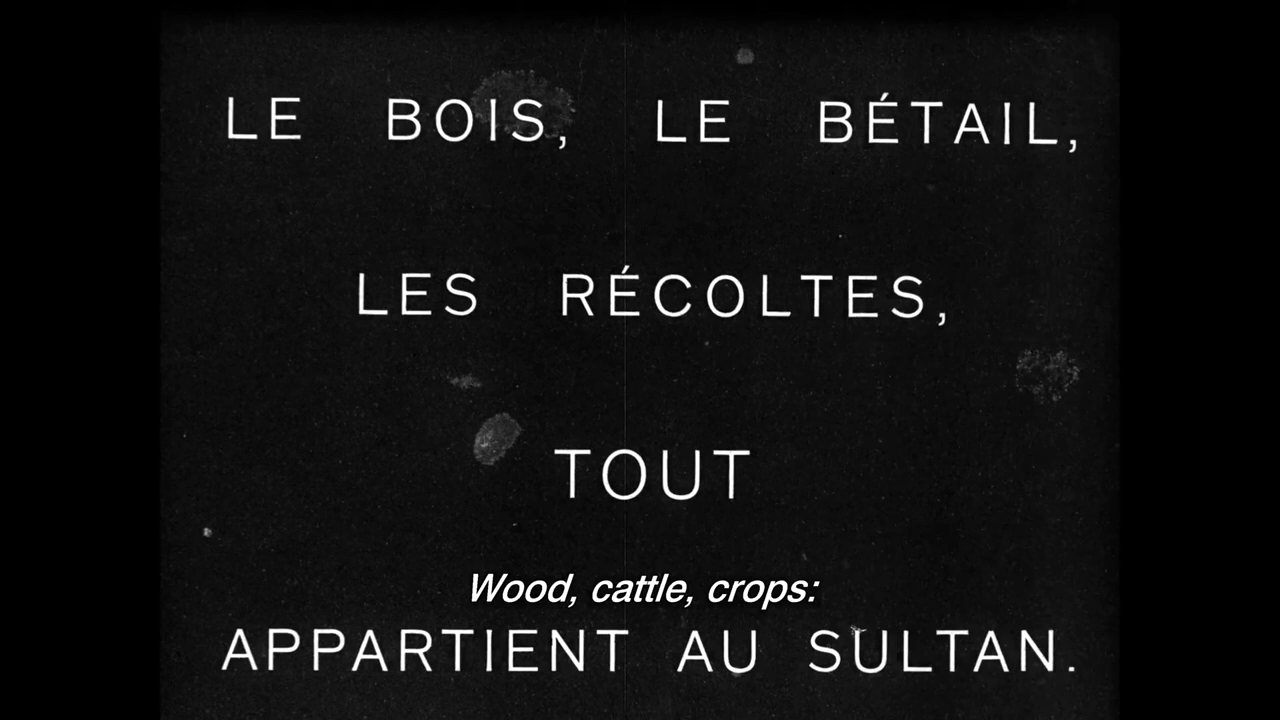 LE BOIS, LE BÉTAIL,
LES RÉCOLTES,
TOUT
Wood, cattle, crops:
APPARTIENT AU SULTAN.